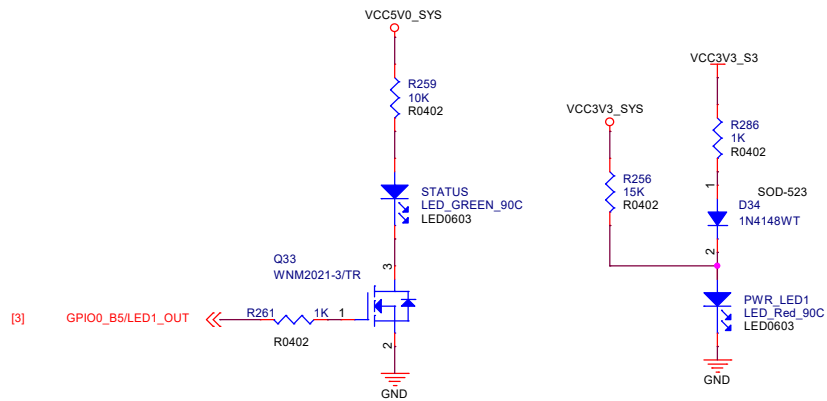 VCC5V0_SYS
R259
10K
R0402
STATUS
LED_GREEN_90C
LED0603
Q33
WNM2021-3/TR
3
1
2
[3]
GPIO0_B5/LED1_OUT
R261
1K
R0402
GND
VCC3V3_S3
VCC3V3_SYS
R286
1K
R0402
R256
15K
R0402
1
SOD-523
D34
1N4148WT
2
PWR_LED1
LED_Red_90C
LED0603
GND